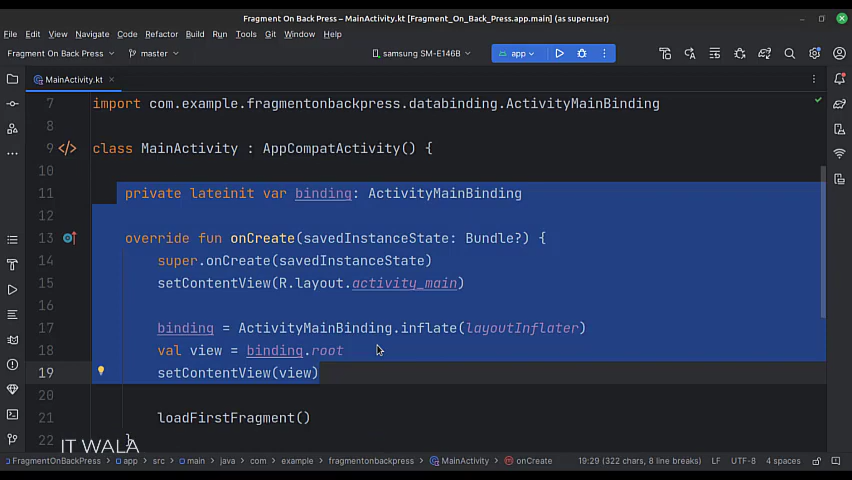 Fragment On Back Press – MainActivity.kt [Fragment_On_Back_Press.app.main] (as superuser)
File Edit View Navigate Code Refactor Build Run Tools Git Window Help
Fragment On Back Press master samsung SM-E146B app
MainActivity.kt
7 import com.example.fragmentonbackpress.databinding.ActivityMainBinding
8
9 class MainActivity : AppCompatActivity() {
10
11 private lateinit var binding: ActivityMainBinding
12
13 override fun onCreate(savedInstanceState: Bundle?) {
14 super.onCreate(savedInstanceState)
15 setContentView(R.layout.activity_main)
16
17 binding = ActivityMainBinding.inflate(layoutInflater)
18 val view = binding.root
19 setContentView(view)
20
21 loadFirstFragment()
22 }
IT WALA
FragmentOnBackPress app src main java com example fragmentonbackpress MainActivity onCreate 19:29 (322 chars, 8 line breaks) LF UTF-8 4 spaces